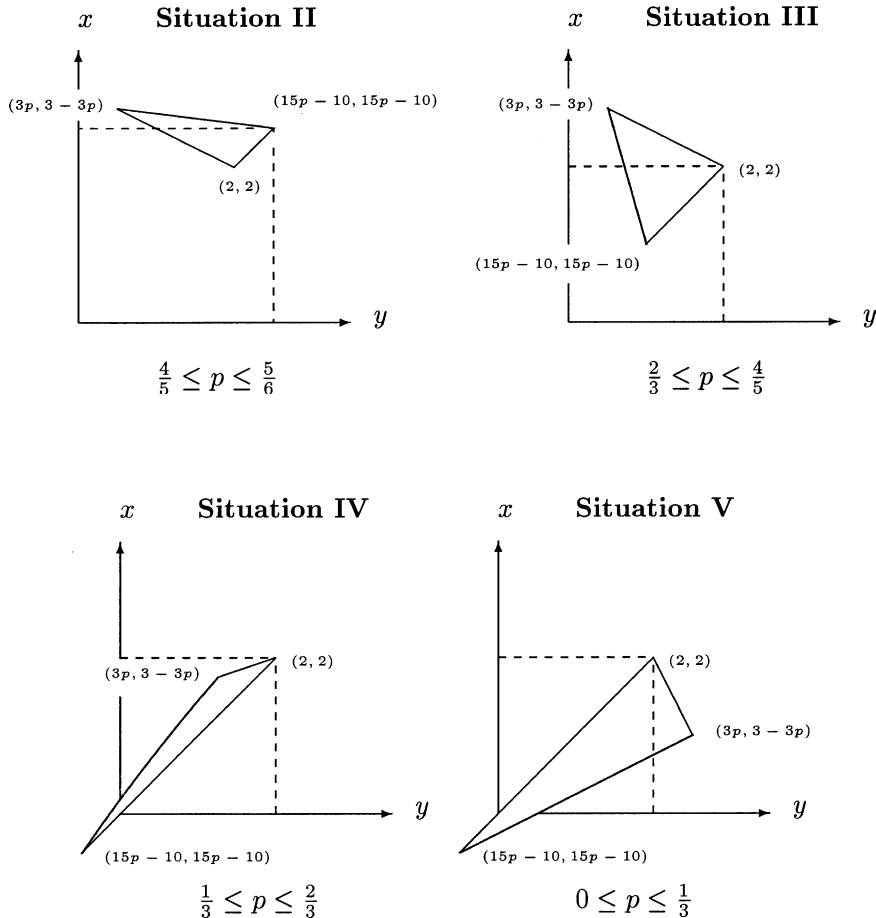 x Situation II
(3p, 3 − 3p) (15p − 10, 15p − 10)
(2, 2)
y
4/5 ≤ p ≤ 5/6
x Situation III
(3p, 3 − 3p)
(2, 2)
(15p − 10, 15p − 10)
y
2/3 ≤ p ≤ 4/5
x Situation IV
(2, 2)
(3p, 3 − 3p)
y
(15p − 10, 15p − 10)
1/3 ≤ p ≤ 2/3
x Situation V
(2, 2)
(3p, 3 − 3p)
y
(15p − 10, 15p − 10)
0 ≤ p ≤ 1/3